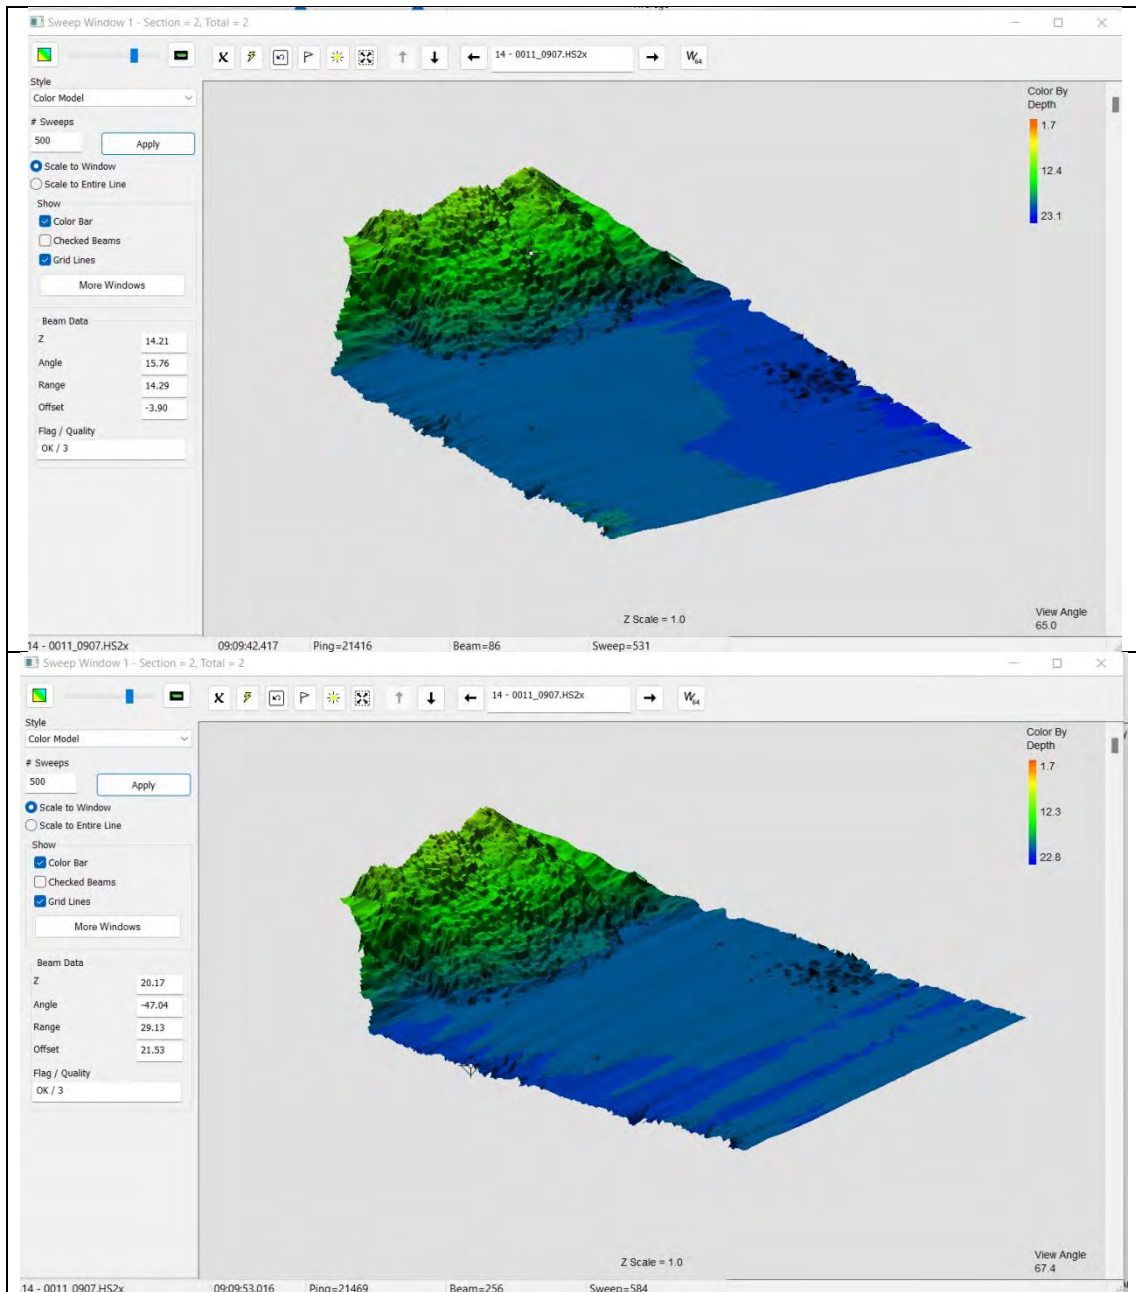 Average
Sweep Window 1 - Section = 2, Total = 2
14 - 0011_0907.HS2x
W64
Style
Color Model
# Sweeps
500
Apply
Scale to Window
Scale to Entire Line
Show
Color Bar
Checked Beams
Grid Lines
More Windows
Beam Data
Z 14.21
Angle 15.76
Range 14.29
Offset -3.90
Flag / Quality
OK / 3
Color By
Depth
1.7
12.4
23.1
Z Scale = 1.0
View Angle
65.0
14 - 0011_0907.HS2x 09:09:42.417 Ping=21416 Beam=86 Sweep=531
Sweep Window 1 - Section = 2, Total = 2
14 - 0011_0907.HS2x
W64
Style
Color Model
# Sweeps
500
Apply
Scale to Window
Scale to Entire Line
Show
Color Bar
Checked Beams
Grid Lines
More Windows
Beam Data
Z 20.17
Angle -47.04
Range 29.13
Offset 21.53
Flag / Quality
OK / 3
Color By
Depth
1.7
12.3
22.8
Z Scale = 1.0
View Angle
67.4
14 - 0011_0907.HS2x 09:09:53.016 Ping=21469 Beam=256 Sweep=584